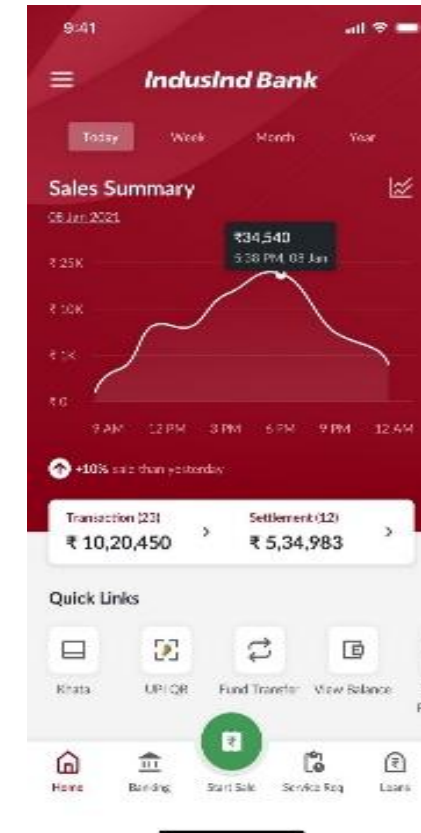 9:41
IndusInd Bank
Today Week Month Year
Sales Summary
08 Jan 2021
₹34,540
5:38 PM, 08 Jan
₹ 25K
₹ 10K
₹ 1K
₹ 0
9 AM 12 PM 3 PM 6 PM 9 PM 12 AM
+10% sale than yesterday
Transaction (23) Settlement (12)
₹ 10,20,450 ₹ 5,34,983
Quick Links
Khata UPI QR Fund Transfer View Balance
Home Banking Start Sale Service Req Loans